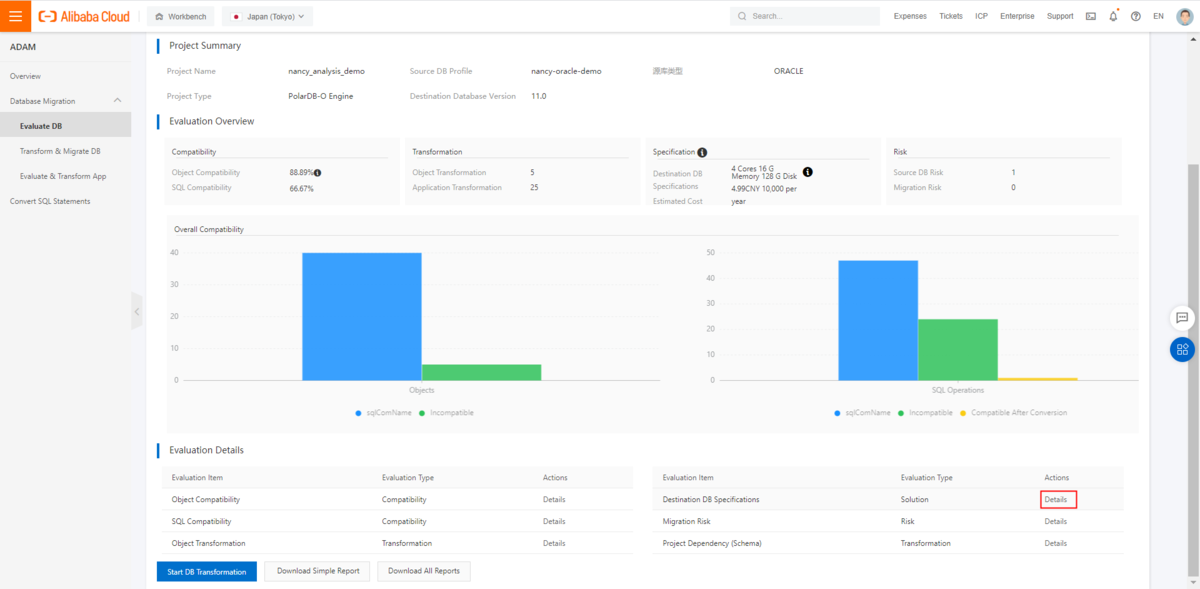 Alibaba Cloud
Workbench
Japan (Tokyo)
Search...
Expenses
Tickets
ICP
Enterprise
Support
EN
ADAM
Overview
Database Migration
Evaluate DB
Transform & Migrate DB
Evaluate & Transform App
Convert SQL Statements
Project Summary
Project Name nancy_analysis_demo Source DB Profile nancy-oracle-demo 源库类型 ORACLE
Project Type PolarDB-O Engine Destination Database Version 11.0
Evaluation Overview
Compatibility
Object Compatibility 88.89%
SQL Compatibility 66.67%
Transformation
Object Transformation 5
Application Transformation 25
Specification
Destination DB Specifications 4 Cores 16 G Memory 128 G Disk
Estimated Cost 4.99CNY 10,000 per year
Risk
Source DB Risk 1
Migration Risk 0
Overall Compatibility
40
30
20
10
0
Objects
sqlComName Incompatible
50
40
30
20
10
0
SQL Operations
sqlComName Incompatible Compatible After Conversion
Evaluation Details
Evaluation Item Evaluation Type Actions
Object Compatibility Compatibility Details
SQL Compatibility Compatibility Details
Object Transformation Transformation Details
Evaluation Item Evaluation Type Actions
Destination DB Specifications Solution Details
Migration Risk Risk Details
Project Dependency (Schema) Transformation Details
Start DB Transformation
Download Simple Report
Download All Reports